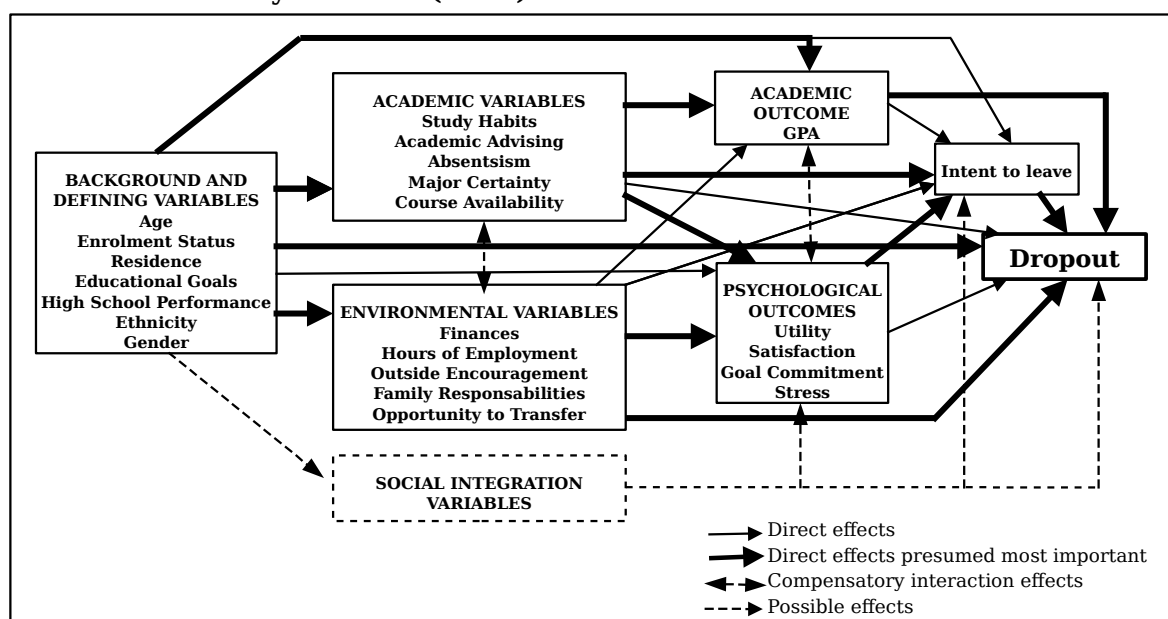 BACKGROUND AND
DEFINING VARIABLES
Age
Enrolment Status
Residence
Educational Goals
High School Performance
Ethnicity
Gender
ACADEMIC VARIABLES
Study Habits
Academic Advising
Absentsism
Major Certainty
Course Availability
ENVIRONMENTAL VARIABLES
Finances
Hours of Employment
Outside Encouragement
Family Responsibilities
Opportunity to Transfer
SOCIAL INTEGRATION
VARIABLES
ACADEMIC
OUTCOME
GPA
PSYCHOLOGICAL
OUTCOMES
Utility
Satisfaction
Goal Commitment
Stress
Intent to leave
Dropout
Direct effects
Direct effects presumed most important
Compensatory interaction effects
Possible effects